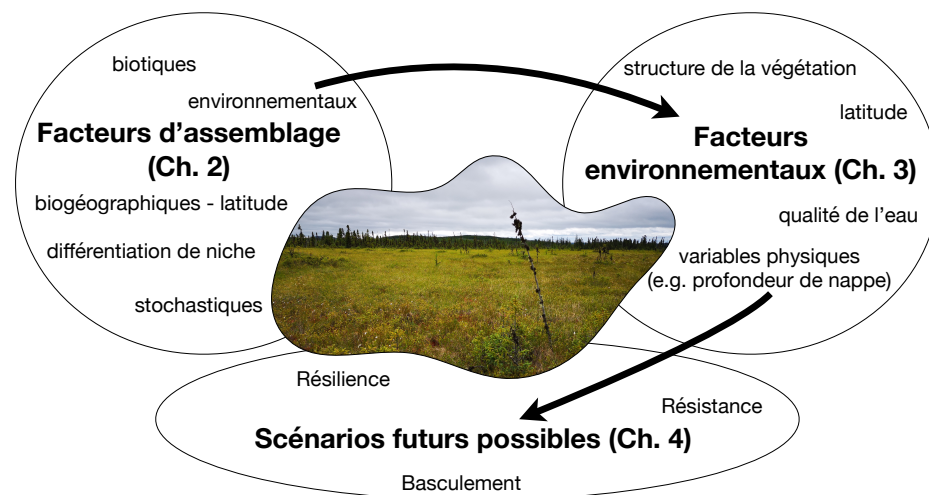 biotiques
environnementaux
Facteurs d'assemblage
(Ch. 2)
biogéographiques - latitude
différentiation de niche
stochastiques
structure de la végétation
latitude
Facteurs
environnementaux (Ch. 3)
qualité de l'eau
variables physiques
(e.g. profondeur de nappe)
Résilience
Résistance
Scénarios futurs possibles (Ch. 4)
Basculement